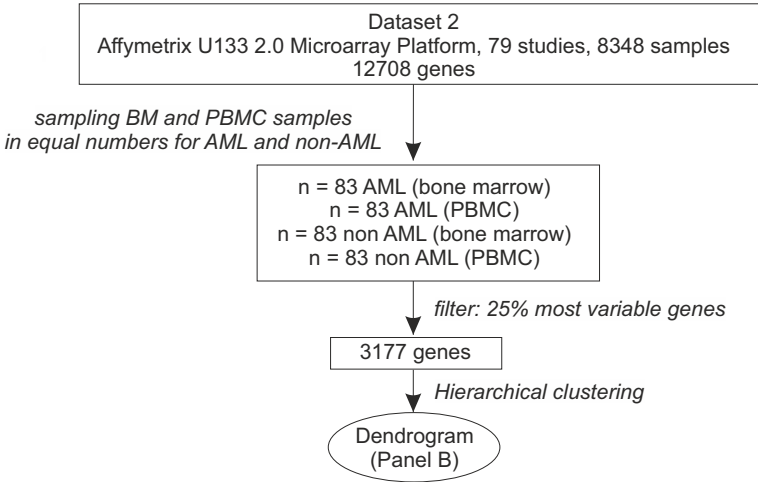 Dataset 2
Affymetrix U133 2.0 Microarray Platform, 79 studies, 8348 samples
12708 genes
sampling BM and PBMC samples
in equal numbers for AML and non-AML
n = 83 AML (bone marrow)
n = 83 AML (PBMC)
n = 83 non AML (bone marrow)
n = 83 non AML (PBMC)
filter: 25% most variable genes
3177 genes
Hierarchical clustering
Dendrogram
(Panel B)